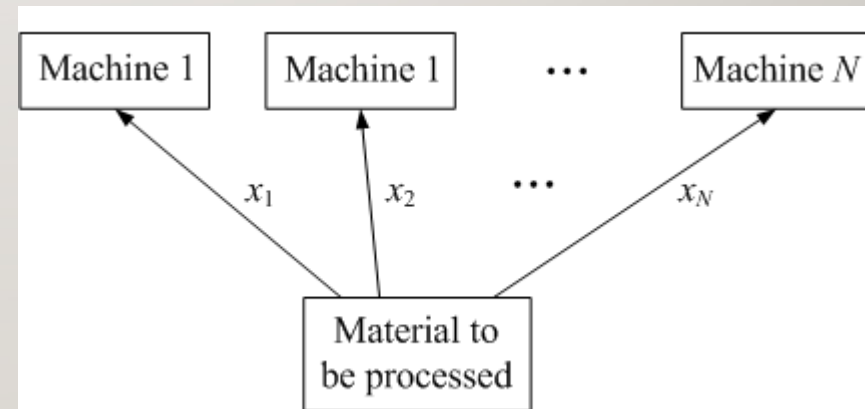 Machine 1 Machine 1 ... Machine N
x1 x2 ... xN
Material to
be processed